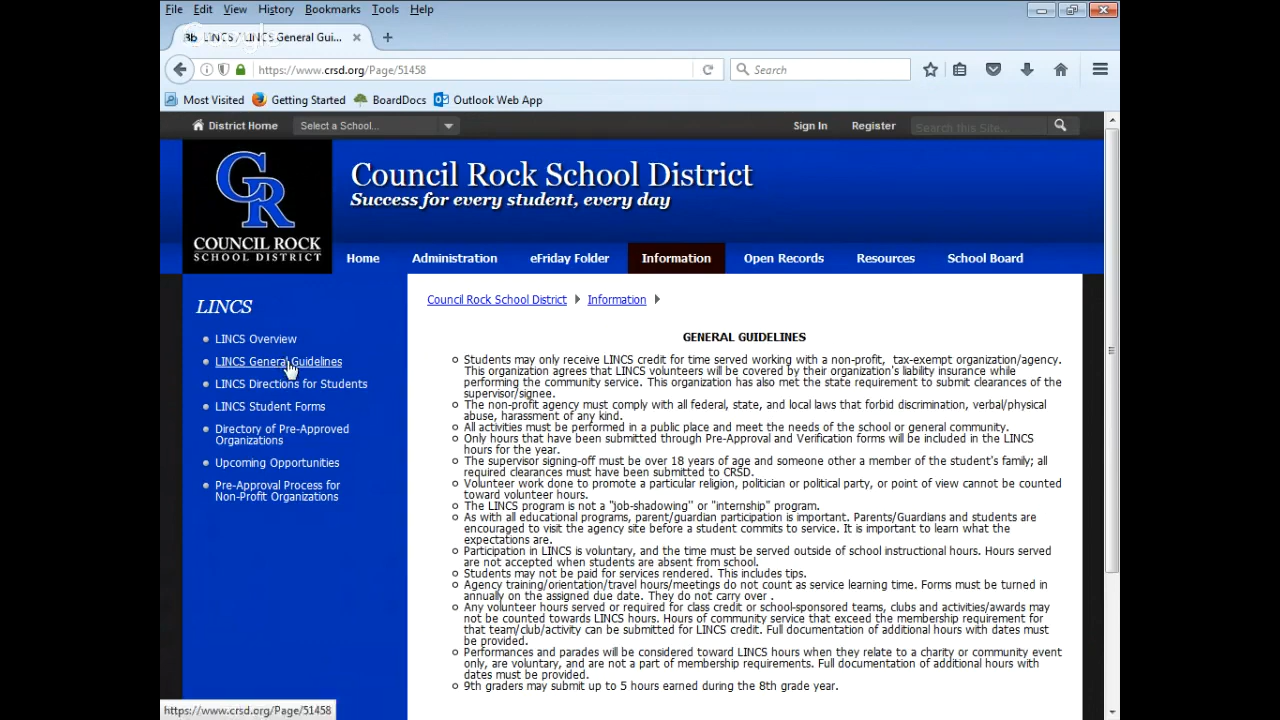 File Edit View History Bookmarks Tools Help
Google
Bb LINCS / LINCS General Gui...
https://www.crsd.org/Page/51458
Search
Most Visited Getting Started BoardDocs Outlook Web App
District Home Select a School... Sign In Register Search this Site...
CR
COUNCIL ROCK
SCHOOL DISTRICT
Council Rock School District
Success for every student, every day
Home Administration eFriday Folder Information Open Records Resources School Board
LINCS
LINCS Overview
LINCS General Guidelines
LINCS Directions for Students
LINCS Student Forms
Directory of Pre-Approved
Organizations
Upcoming Opportunities
Pre-Approval Process for
Non-Profit Organizations
Council Rock School District Information
GENERAL GUIDELINES
Students may only receive LINCS credit for time served working with a non-profit, tax-exempt organization/agency.
This organization agrees that LINCS volunteers will be covered by their organization's liability insurance while
performing the community service. This organization has also met the state requirement to submit clearances of the
supervisor/signee.
The non-profit agency must comply with all federal, state, and local laws that forbid discrimination, verbal/physical
abuse, harassment of any kind.
All activities must be performed in a public place and meet the needs of the school or general community.
Only hours that have been submitted through Pre-Approval and Verification forms will be included in the LINCS
hours for the year.
The supervisor signing-off must be over 18 years of age and someone other a member of the student's family; all
required clearances must have been submitted to CRSD.
Volunteer work done to promote a particular religion, politician or political party, or point of view cannot be counted
toward volunteer hours.
The LINCS program is not a "job-shadowing" or "internship" program.
As with all educational programs, parent/guardian participation is important. Parents/Guardians and students are
encouraged to visit the agency site before a student commits to service. It is important to learn what the
expectations are.
Participation in LINCS is voluntary, and the time must be served outside of school instructional hours. Hours served
are not accepted when students are absent from school.
Students may not be paid for services rendered. This includes tips.
Agency training/orientation/travel hours/meetings do not count as service learning time. Forms must be turned in
annually on the assigned due date. They do not carry over .
Any volunteer hours served or required for class credit or school-sponsored teams, clubs and activities/awards may
not be counted towards LINCS hours. Hours of community service that exceed the membership requirement for
that team/club/activity can be submitted for LINCS credit. Full documentation of additional hours with dates must
be provided.
Performances and parades will be considered toward LINCS hours when they relate to a charity or community event
only, are voluntary, and are not a part of membership requirements. Full documentation of additional hours with
dates must be provided.
9th graders may submit up to 5 hours earned during the 8th grade year.
https://www.crsd.org/Page/51458